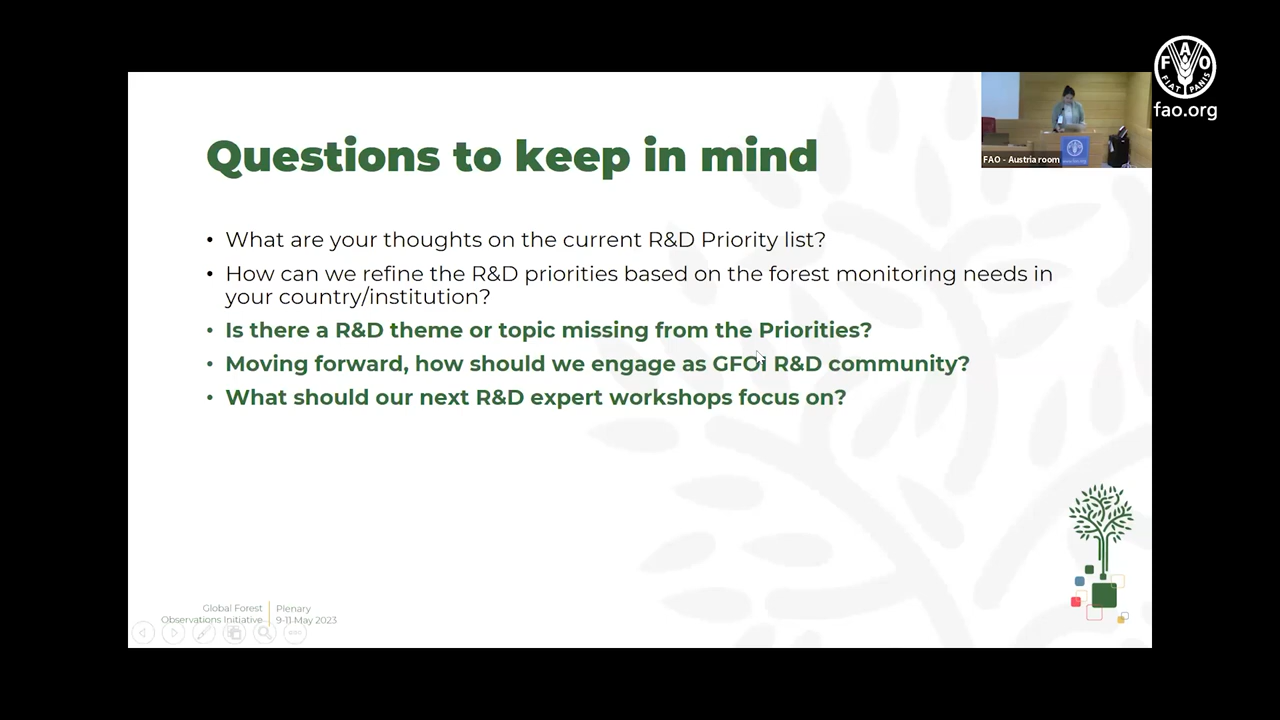 F A O
FIAT PANIS
fao.org
FAO - Austria room
Questions to keep in mind
• What are your thoughts on the current R&D Priority list?
• How can we refine the R&D priorities based on the forest monitoring needs in
your country/institution?
• Is there a R&D theme or topic missing from the Priorities?
• Moving forward, how should we engage as GFOi R&D community?
• What should our next R&D expert workshops focus on?
Global Forest
Observations Initiative
Plenary
9-11 May 2023